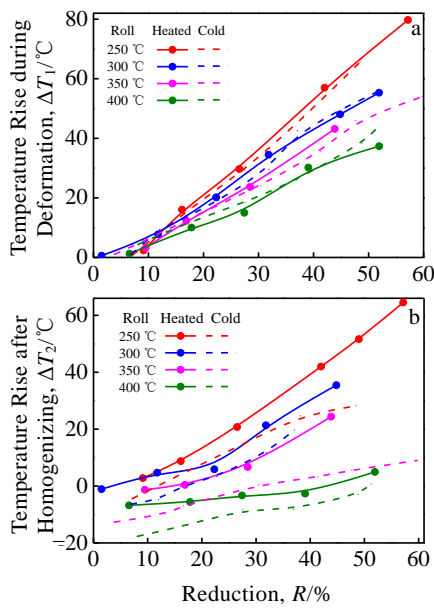 80
60
40
20
0
Temperature Rise during
Deformation, ΔT₁/℃
a
Roll Heated Cold
250 ℃
300 ℃
350 ℃
400 ℃
0 10 20 30 40 50 60
60
40
20
0
−20
Temperature Rise after
Homogenizing, ΔT₂/℃
b
Roll Heated Cold
250 ℃
300 ℃
350 ℃
400 ℃
0 10 20 30 40 50 60
Reduction, R/%